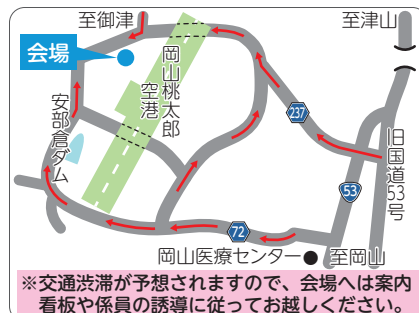 至御津
至津山
会場
岡山桃太郎
空港
安部倉ダム
237
旧国道53号
53
72
岡山医療センター
至岡山
※交通渋滞が予想されますので、会場へは案内
看板や係員の誘導に従ってお越しください。